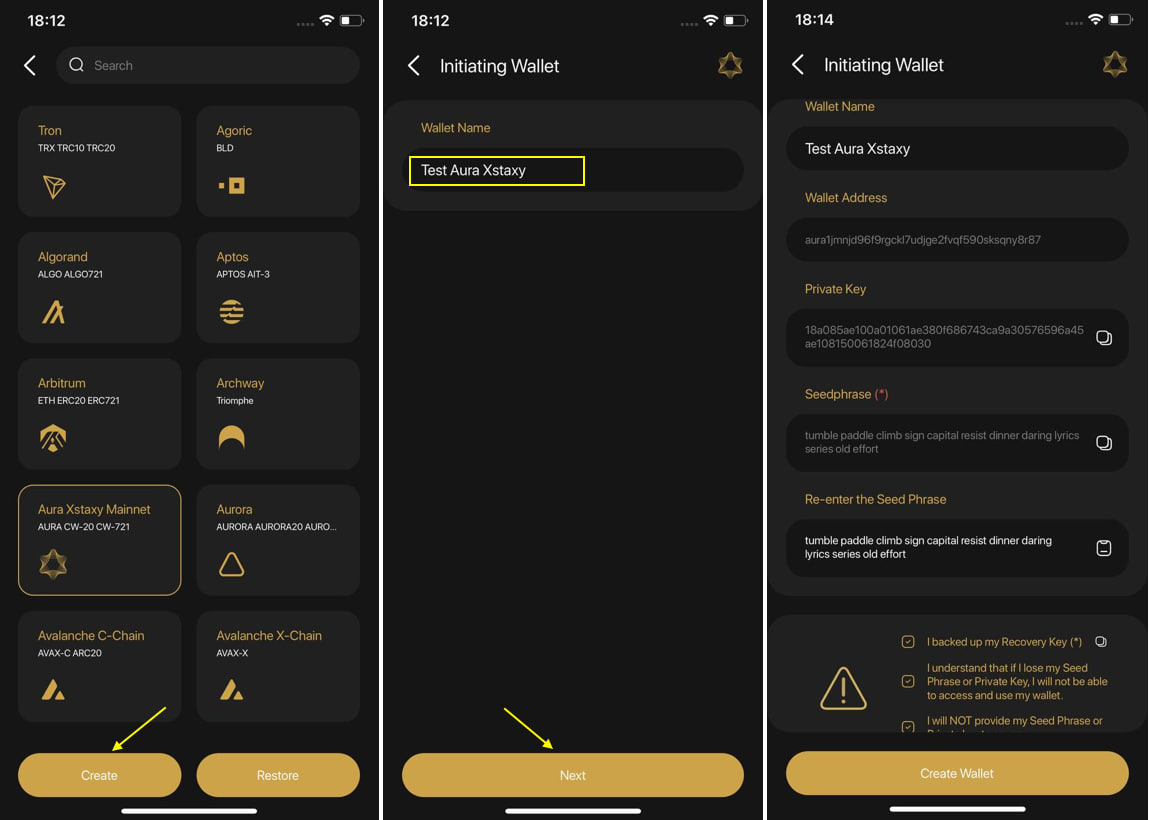 18:12
Search
Tron
TRX TRC10 TRC20
Agoric
BLD
Algorand
ALGO ALGO721
Aptos
APTOS AIT-3
Arbitrum
ETH ERC20 ERC721
Archway
Triomphe
Aura Xstaxy Mainnet
AURA CW-20 CW-721
Aurora
AURORA AURORA20 AURO...
Avalanche C-Chain
AVAX-C ARC20
Avalanche X-Chain
AVAX-X
Create
Restore
18:12
Initiating Wallet
Wallet Name
Test Aura Xstaxy
Next
18:14
Initiating Wallet
Wallet Name
Test Aura Xstaxy
Wallet Address
aura1jmnjd96f9rgckl7udjge2fvqf590sksqny8r87
Private Key
18a085ae100a01061ae380f686743ca9a30576596a45
ae108150061824f08030
Seedphrase (*)
tumble paddle climb sign capital resist dinner daring lyrics
series old effort
Re-enter the Seed Phrase
tumble paddle climb sign capital resist dinner daring
lyrics series old effort
I backed up my Recovery Key (*)
I understand that if I lose my Seed
Phrase or Private Key, I will not be able
to access and use my wallet.
I will NOT provide my Seed Phrase or
Create Wallet